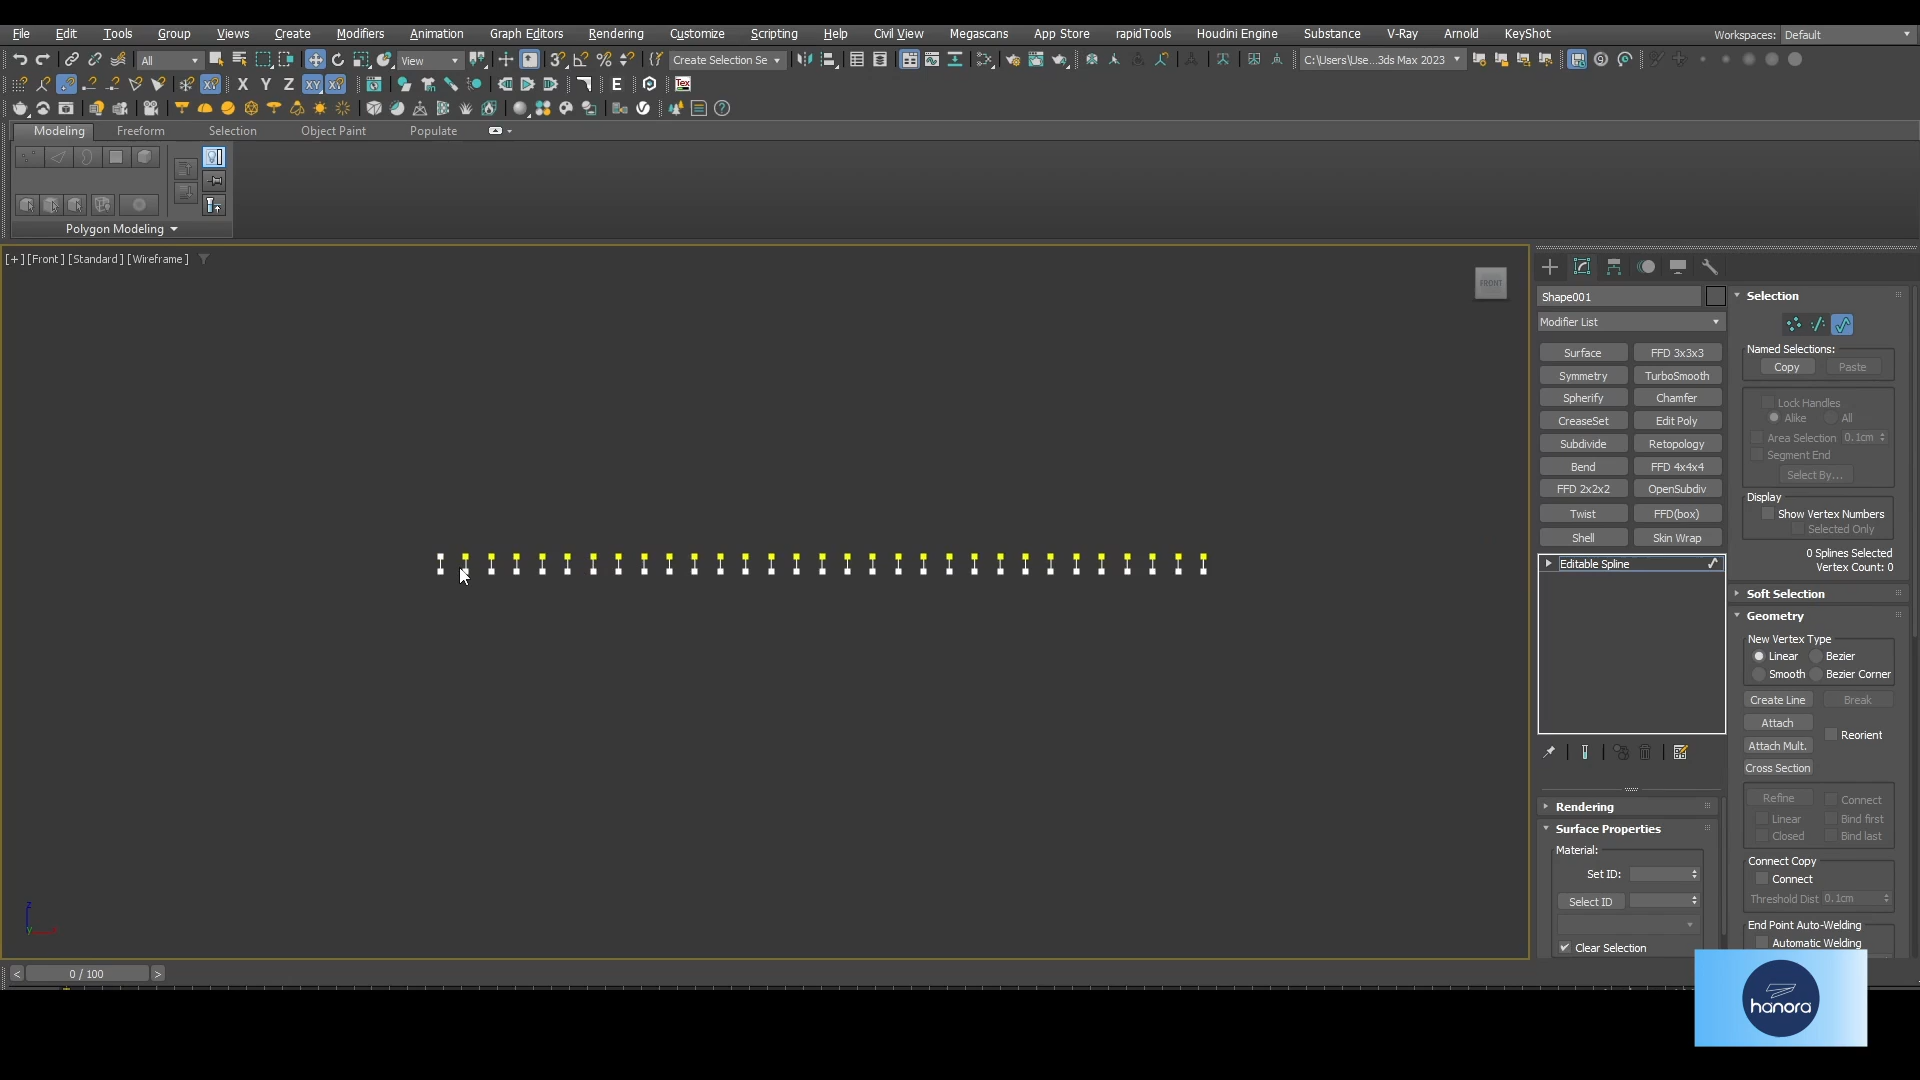 File Edit Tools Group Views Create Modifiers Animation Graph Editors Rendering Customize Scripting Help Civil View Megascans App Store rapidTools Houdini Engine Substance V-Ray Arnold KeyShot Workspaces: Default
All View Create Selection Se C:\Users\Use...3ds Max 2023
X Y Z XY E Tex
Modeling Freeform Selection Object Paint Populate
Polygon Modeling
[+] [Front] [Standard] [Wireframe]
FRONT
Shape001
Modifier List
Surface FFD 3x3x3
Symmetry TurboSmooth
Spherify Chamfer
CreaseSet Edit Poly
Subdivide Retopology
Bend FFD 4x4x4
FFD 2x2x2 OpenSubdiv
Twist FFD(box)
Shell Skin Wrap
Editable Spline
Rendering
Surface Properties
Material:
Set ID:
Select ID
Clear Selection
Selection
Named Selections:
Copy Paste
Lock Handles
Alike All
Area Selection 0.1cm
Segment End
Select By...
Display
Show Vertex Numbers
Selected Only
0 Splines Selected
Vertex Count: 0
Soft Selection
Geometry
New Vertex Type
Linear Bezier
Smooth Bezier Corner
Create Line Break
Attach
Reorient
Attach Mult.
Cross Section
Refine Connect
Linear Bind first
Closed Bind last
Connect Copy
Connect
Threshold Dist 0.1cm
End Point Auto-Welding
Automatic Welding
z
y
< 0 / 100 >
hanora